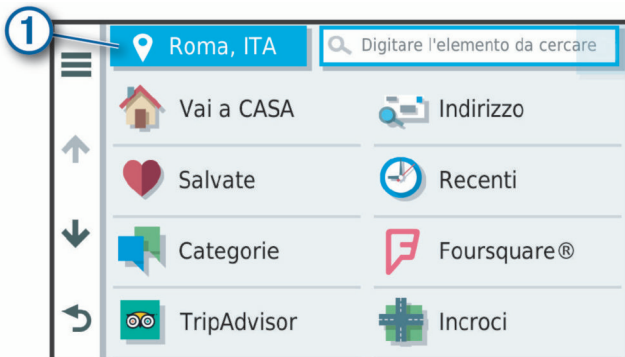 1
Roma, ITA
Digitare l'elemento da cercare
Vai a CASA
Indirizzo
Salvate
Recenti
Categorie
Foursquare®
TripAdvisor
Incroci